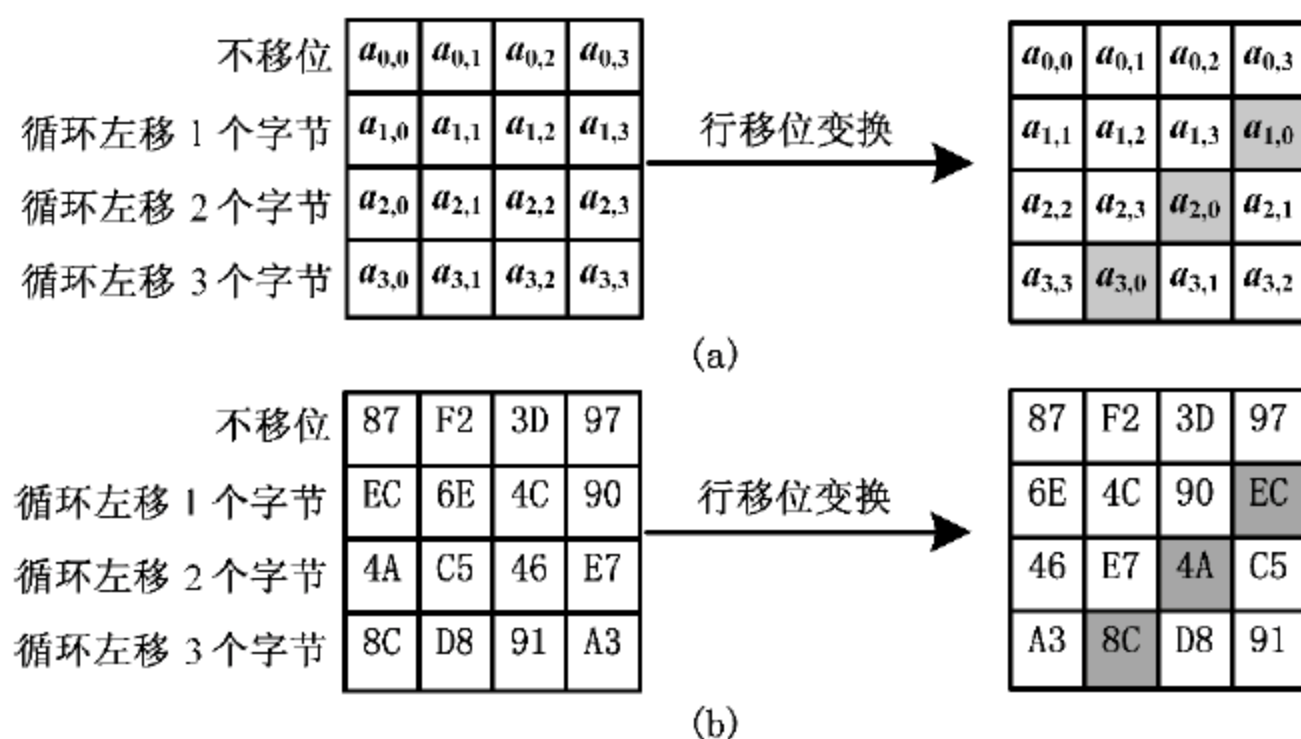 不移位 a0,0 a0,1 a0,2 a0,3 a0,0 a0,1 a0,2 a0,3
循环左移 1 个字节 a1,0 a1,1 a1,2 a1,3 行移位变换 a1,1 a1,2 a1,3 a1,0
循环左移 2 个字节 a2,0 a2,1 a2,2 a2,3 a2,2 a2,3 a2,0 a2,1
循环左移 3 个字节 a3,0 a3,1 a3,2 a3,3 a3,3 a3,0 a3,1 a3,2
(a)
不移位 87 F2 3D 97 87 F2 3D 97
循环左移 1 个字节 EC 6E 4C 90 行移位变换 6E 4C 90 EC
循环左移 2 个字节 4A C5 46 E7 46 E7 4A C5
循环左移 3 个字节 8C D8 91 A3 A3 8C D8 91
(b)